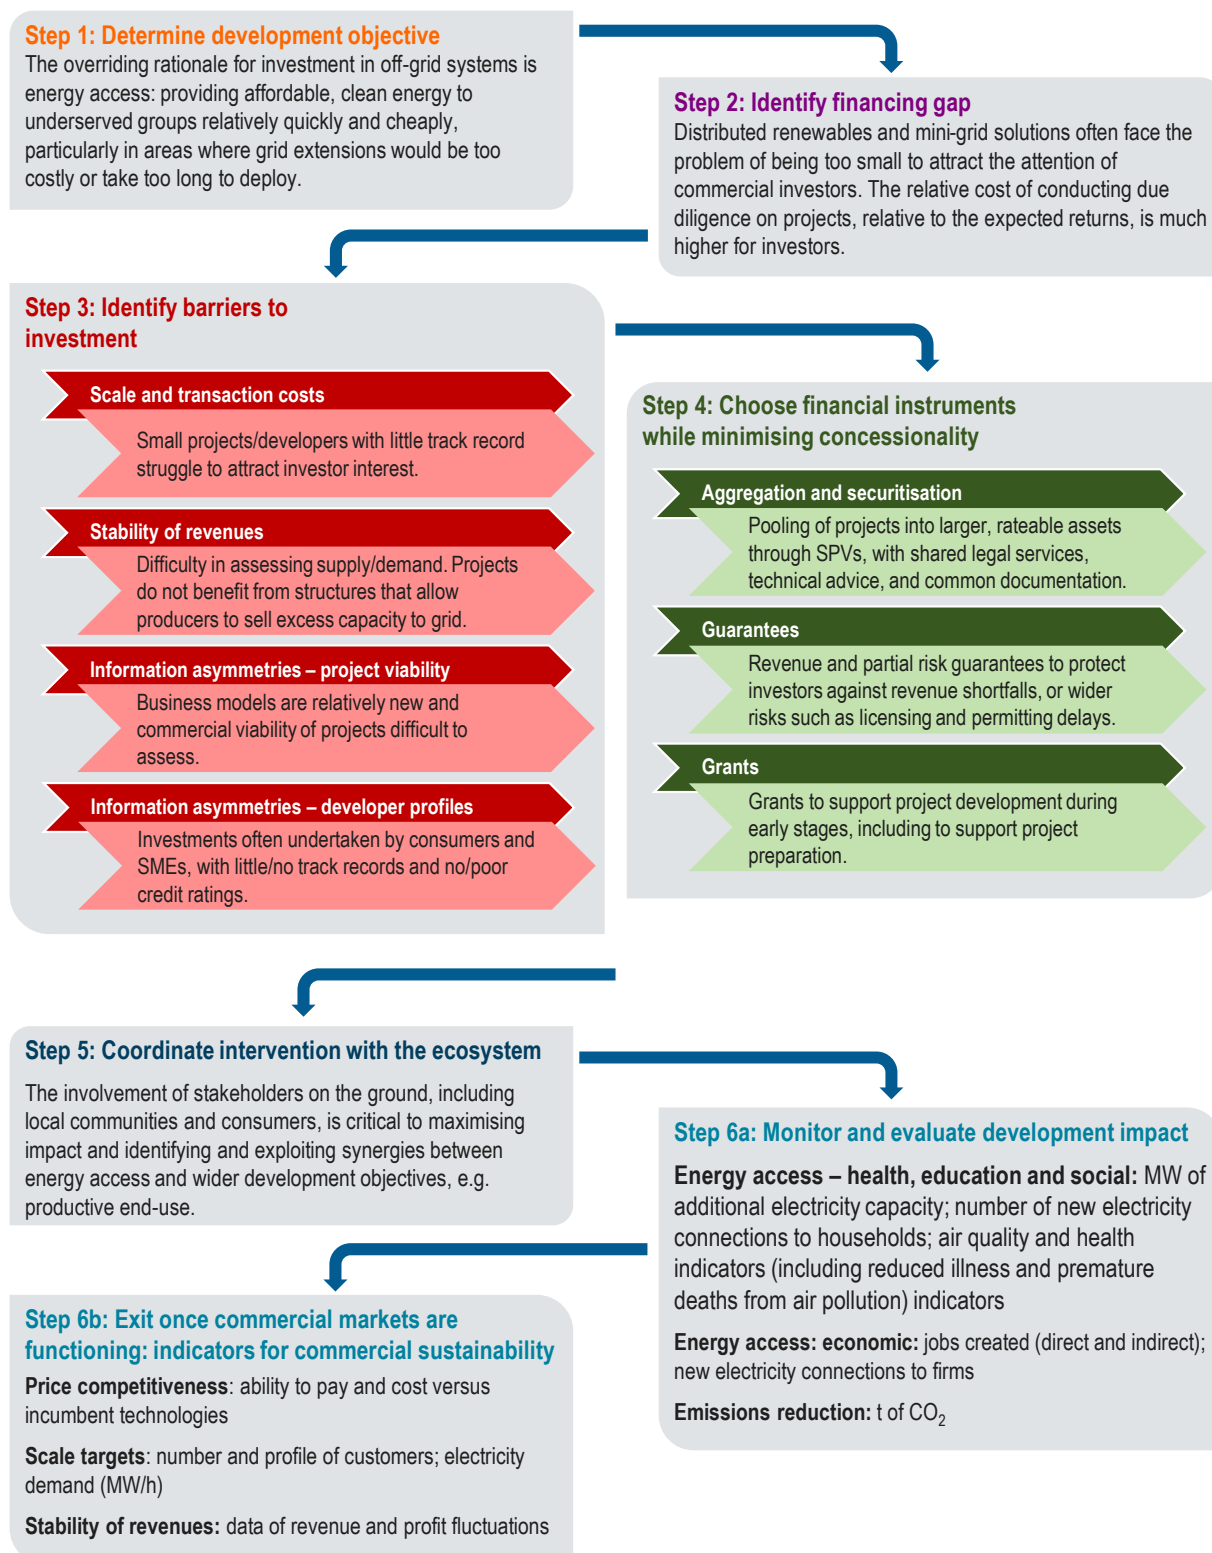 Step 1: Determine development objective
The overriding rationale for investment in off-grid systems is
energy access: providing affordable, clean energy to
underserved groups relatively quickly and cheaply,
particularly in areas where grid extensions would be too
costly or take too long to deploy.
Step 2: Identify financing gap
Distributed renewables and mini-grid solutions often face the
problem of being too small to attract the attention of
commercial investors. The relative cost of conducting due
diligence on projects, relative to the expected returns, is much
higher for investors.
Step 3: Identify barriers to
investment
Scale and transaction costs
Small projects/developers with little track record
struggle to attract investor interest.
Stability of revenues
Difficulty in assessing supply/demand. Projects
do not benefit from structures that allow
producers to sell excess capacity to grid.
Information asymmetries – project viability
Business models are relatively new and
commercial viability of projects difficult to
assess.
Information asymmetries – developer profiles
Investments often undertaken by consumers and
SMEs, with little/no track records and no/poor
credit ratings.
Step 4: Choose financial instruments
while minimising concessionality
Aggregation and securitisation
Pooling of projects into larger, rateable assets
through SPVs, with shared legal services,
technical advice, and common documentation.
Guarantees
Revenue and partial risk guarantees to protect
investors against revenue shortfalls, or wider
risks such as licensing and permitting delays.
Grants
Grants to support project development during
early stages, including to support project
preparation.
Step 5: Coordinate intervention with the ecosystem
The involvement of stakeholders on the ground, including
local communities and consumers, is critical to maximising
impact and identifying and exploiting synergies between
energy access and wider development objectives, e.g.
productive end-use.
Step 6a: Monitor and evaluate development impact
Energy access – health, education and social: MW of
additional electricity capacity; number of new electricity
connections to households; air quality and health
indicators (including reduced illness and premature
deaths from air pollution) indicators
Energy access: economic: jobs created (direct and indirect);
new electricity connections to firms
Emissions reduction: t of CO2
Step 6b: Exit once commercial markets are
functioning: indicators for commercial sustainability
Price competitiveness: ability to pay and cost versus
incumbent technologies
Scale targets: number and profile of customers; electricity
demand (MW/h)
Stability of revenues: data of revenue and profit fluctuations